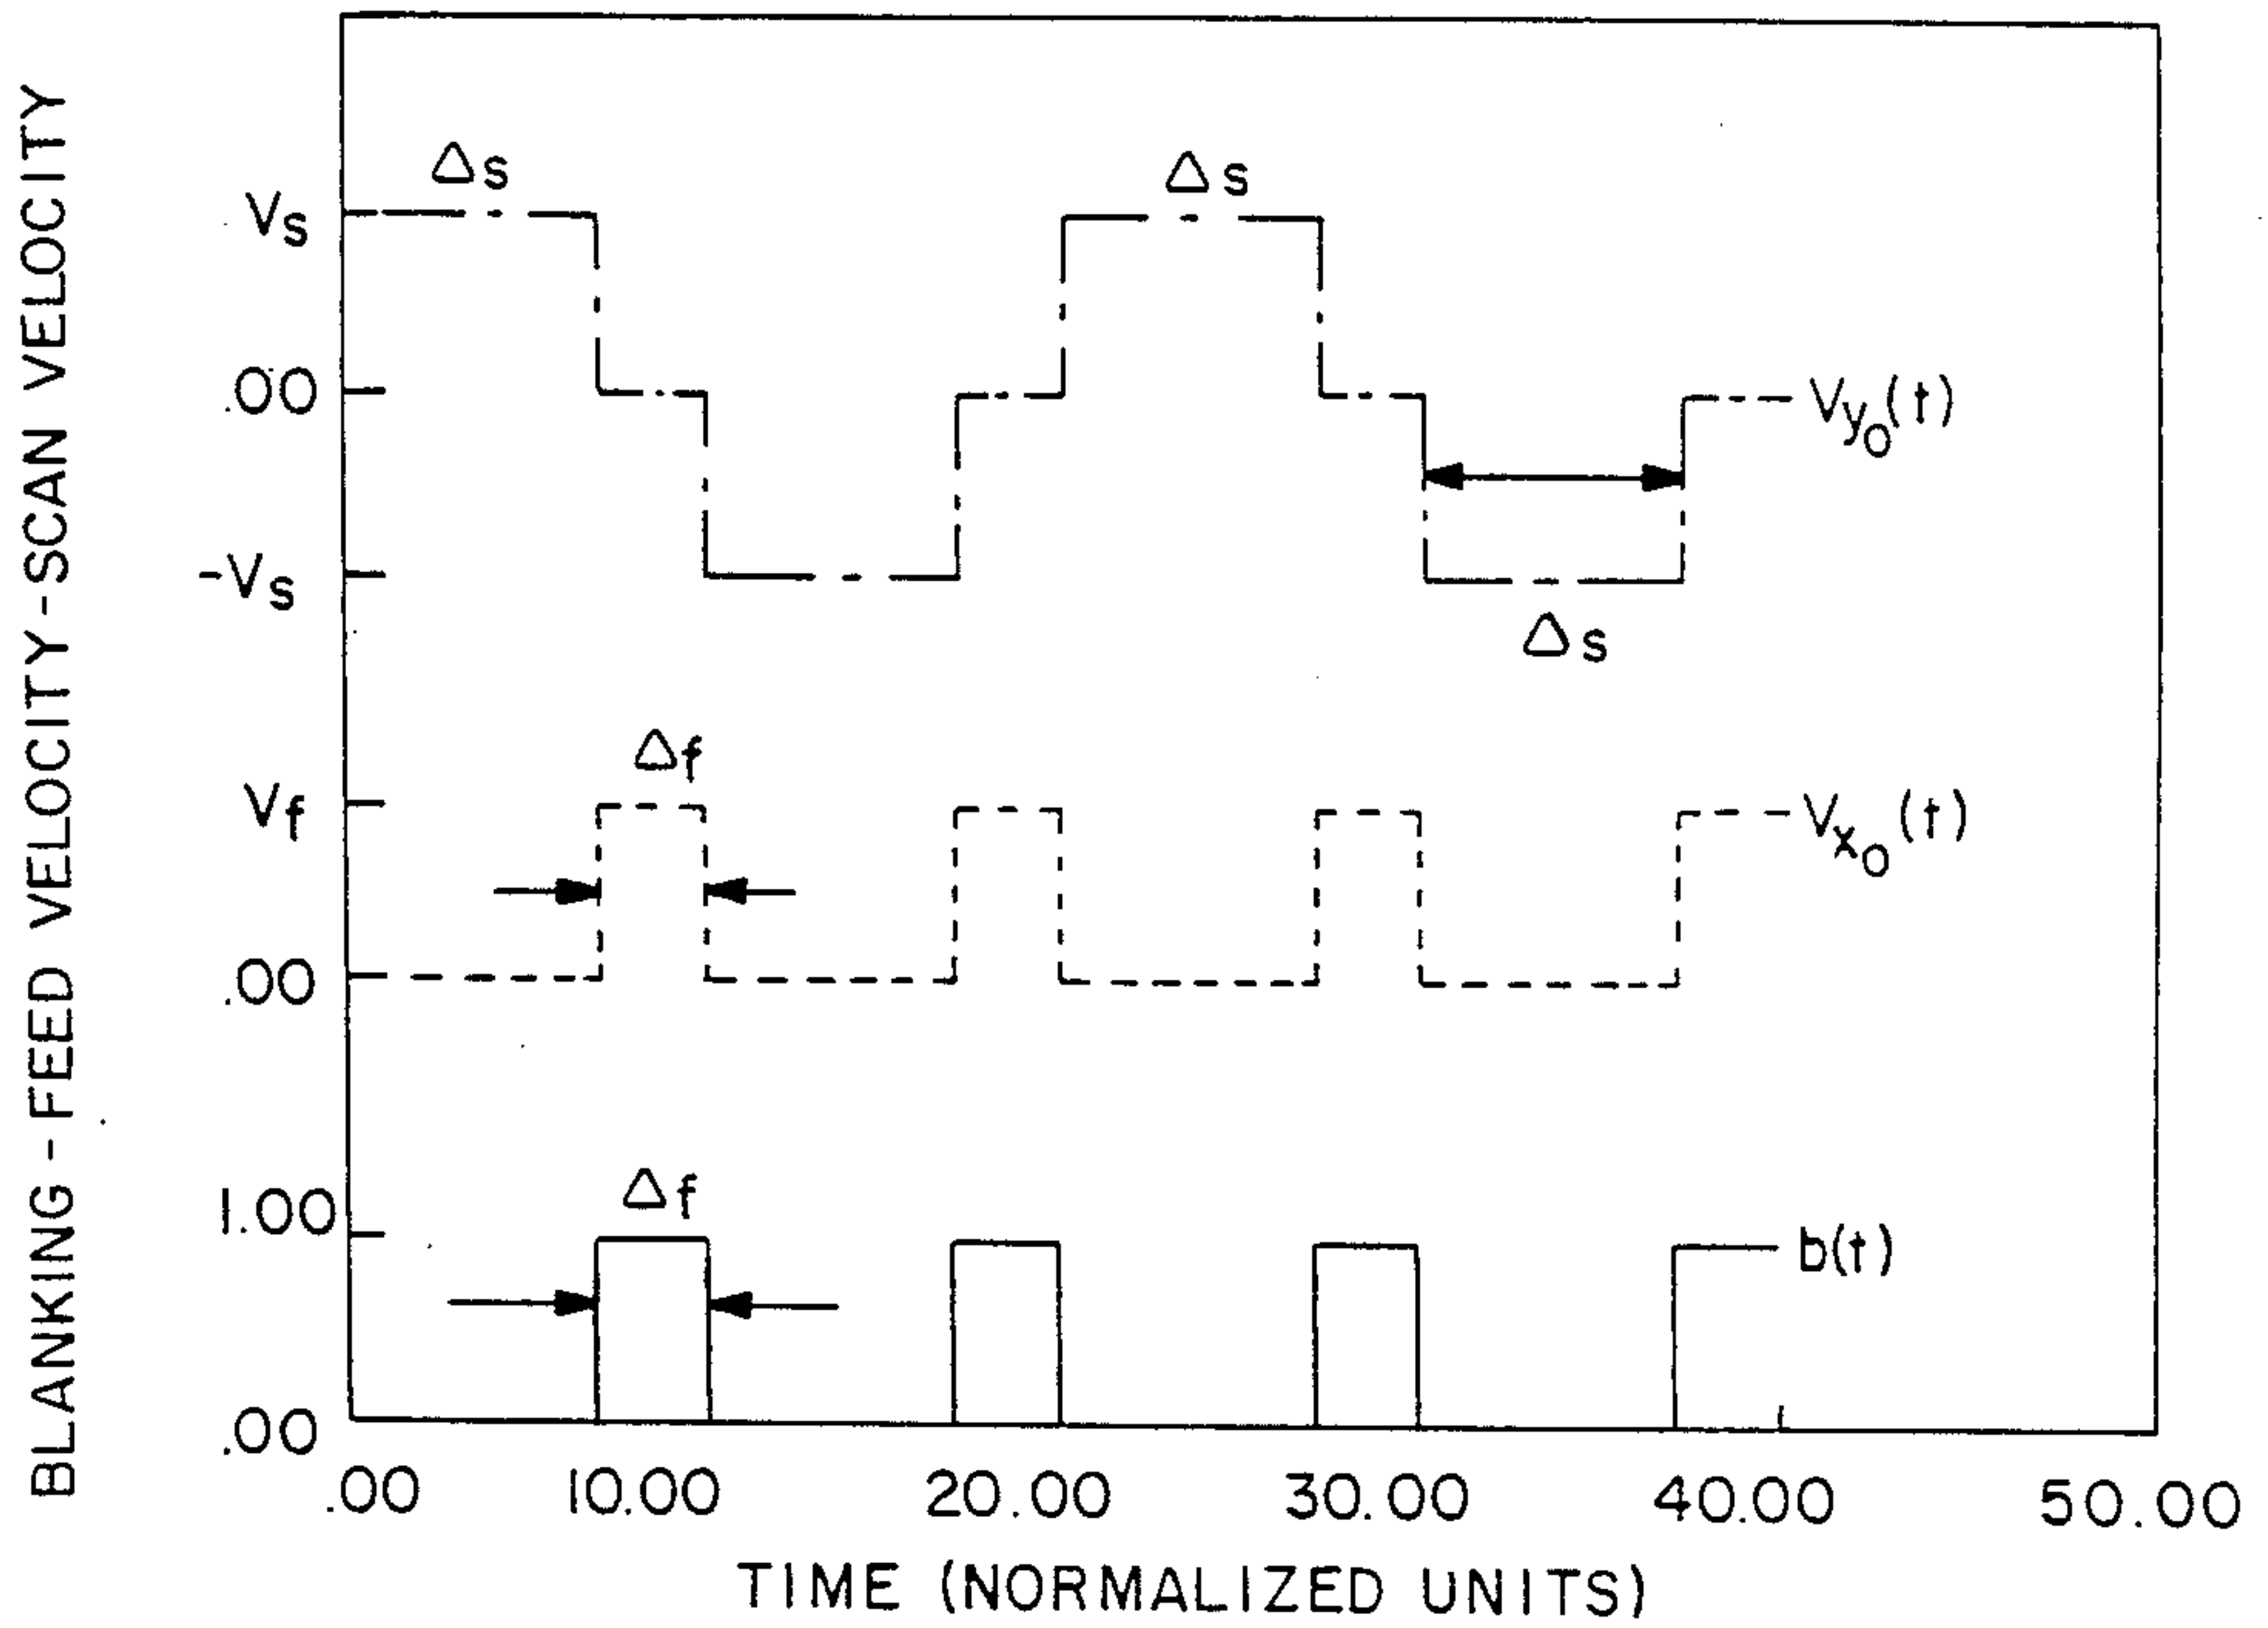 BLANKING - FEED VELOCITY - SCAN VELOCITY
Δs
Δs
Vs
.00
Vy0(t)
-Vs
Δs
Δf
Vf
Vx0(t)
.00
Δf
1.00
b(t)
.00
.00 10.00 20.00 30.00 40.00 50.00
TIME (NORMALIZED UNITS)